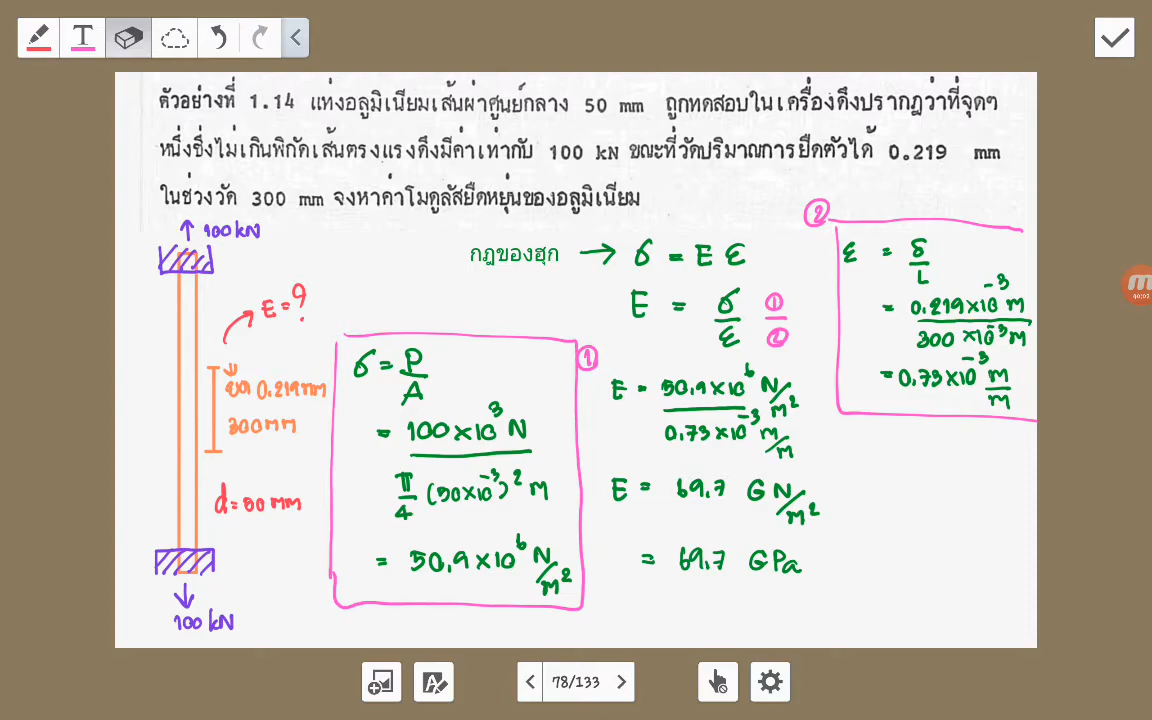 ตัวอย่างที่ 1.14 แท่งอลูมิเนียมเส้นผ่าศูนย์กลาง 50 mm ถูกทดสอบในเครื่องดึงปรากฏว่าที่จุดๆ
หนึ่งซึ่งไม่เกินพิกัดเส้นตรงแรงดึงมีค่าเท่ากับ 100 kN ขณะที่วัดปริมาณการยืดตัวได้ 0.219 mm
ในช่วงวัด 300 mm จงหาค่าโมดูลัสยืดหยุ่นของอลูมิเนียม
100 kN
E = ?
ยืด 0.219 mm
300 mm
d = 50 mm
100 kN
①
σ = P/A
= 100 × 10³ N
π/4 (50×10⁻³)² m
= 50.9 × 10⁶ N/m²
กฎของฮุก → σ = E ε
E = σ/ε ①/②
E = 50.9×10⁶ N/m²
0.73×10⁻³ m/m
E = 69.7 G N/m²
= 69.7 GPa
②
ε = δ/L
= 0.219×10⁻³ m
300 ×10⁻³ m
= 0.73×10⁻³ m/m
78/133